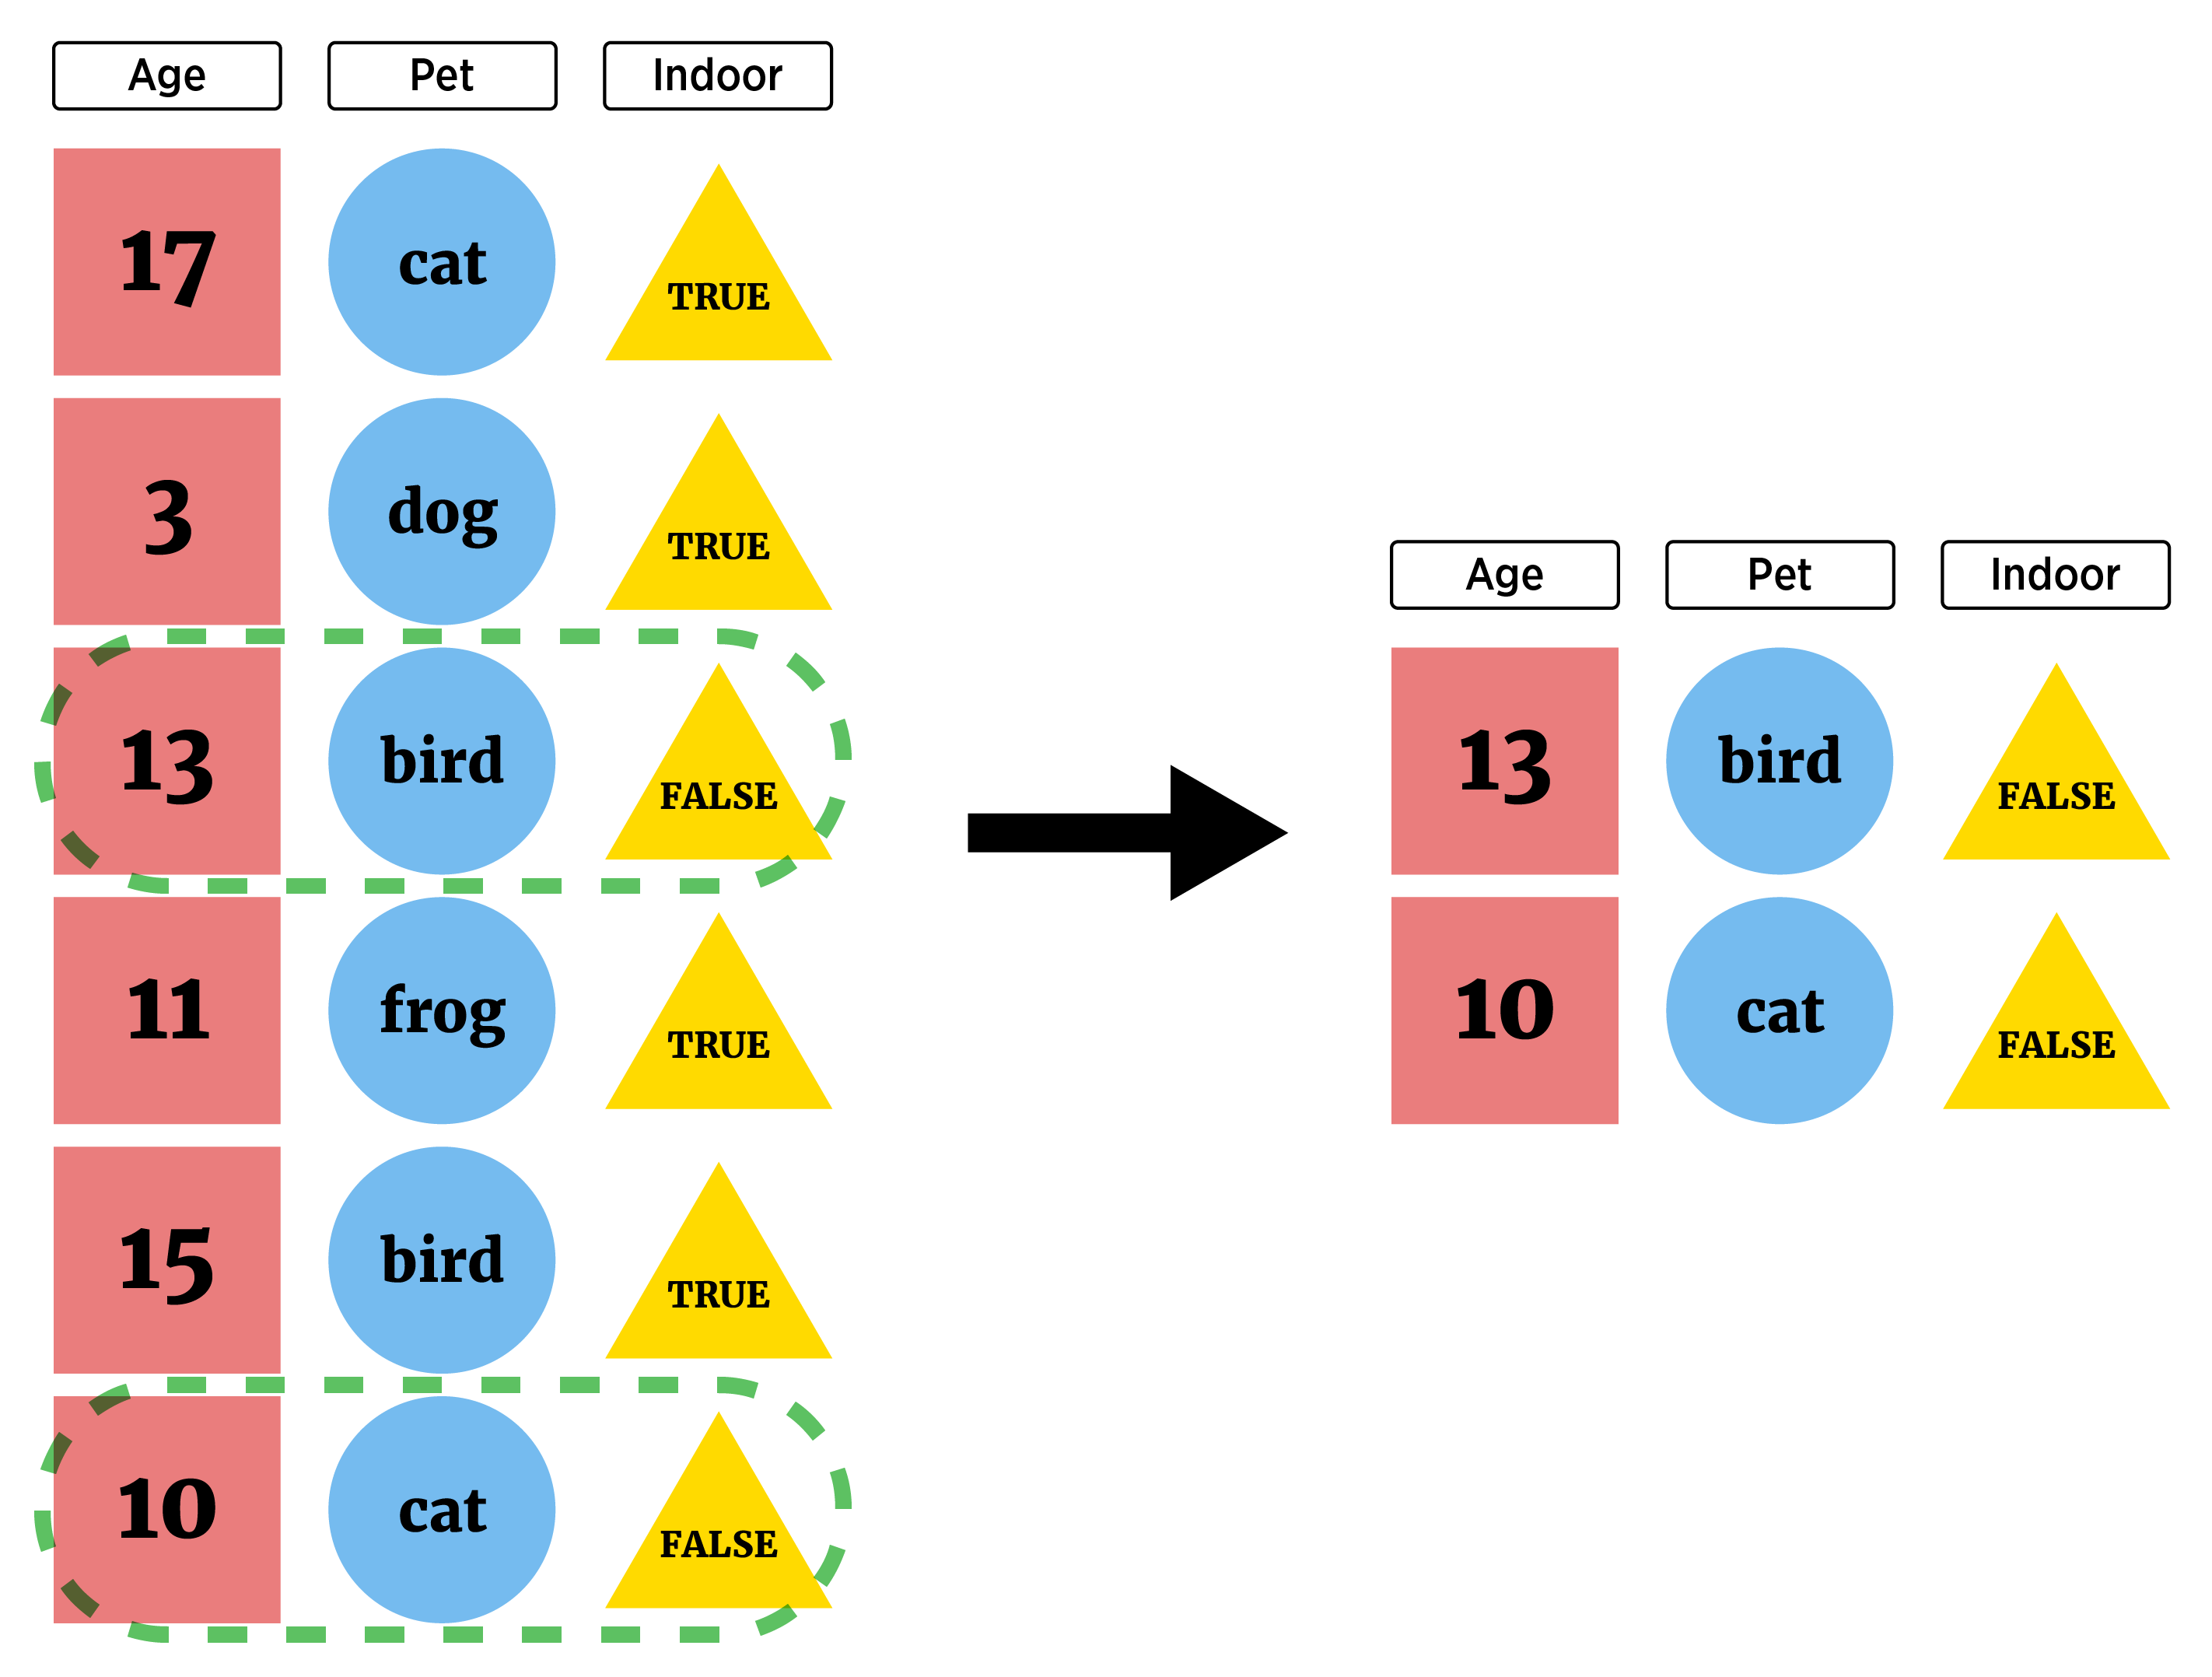 Age Pet Indoor
17 cat TRUE
3 dog TRUE
13 bird FALSE
11 frog TRUE
15 bird TRUE
10 cat FALSE
Age Pet Indoor
13 bird FALSE
10 cat FALSE